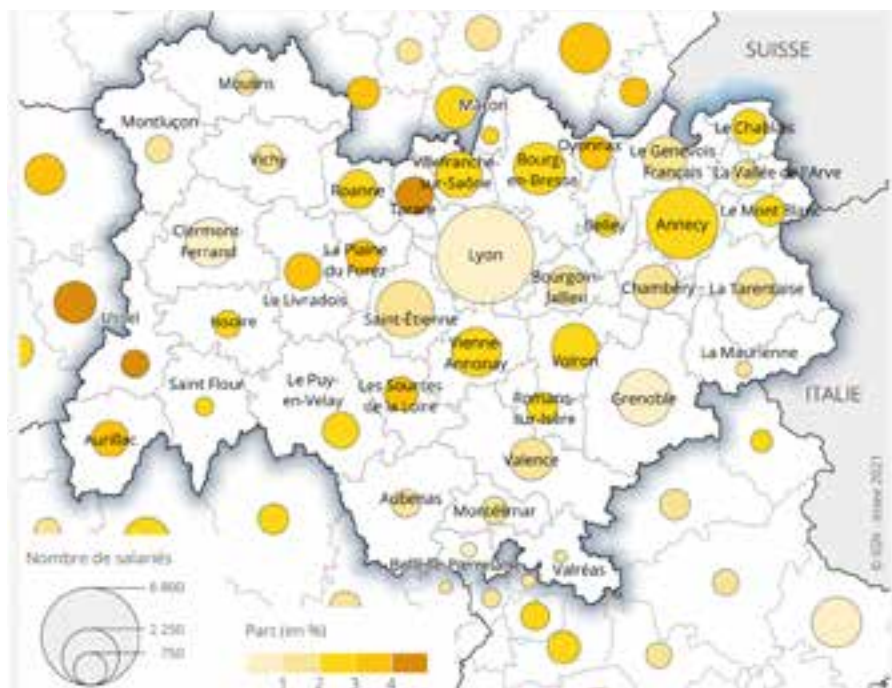 SUISSE
Moulins
Mâcon
Montluçon
Le Chablais
Oyonnax
Le Genevois
Français
Vichy
Villefranche-
sur-Saône
Bourg-
en-Bresse
La Vallée de l'Arve
Roanne
Tarare
Le Mont Blanc
Belley
Annecy
Clermont-
Ferrand
La Plaine
du Forez
Lyon
Bourgoin-
Jallieu
Chambéry
La Tarentaise
Le Livradois
Ussel
Issoire
Saint-Étienne
Vienne-
Annonay
Voiron
La Maurienne
Saint Flour
Le Puy-
en-Velay
Les Sources
de la Loire
Romans-
sur-Isère
Grenoble
ITALIE
Aurillac
Valence
Aubenas
Montélimar
Valréas
© IGN - Insee 2021
Nombre de salariés
6 800
2 250
750
Part (en %)
1 2 3 4